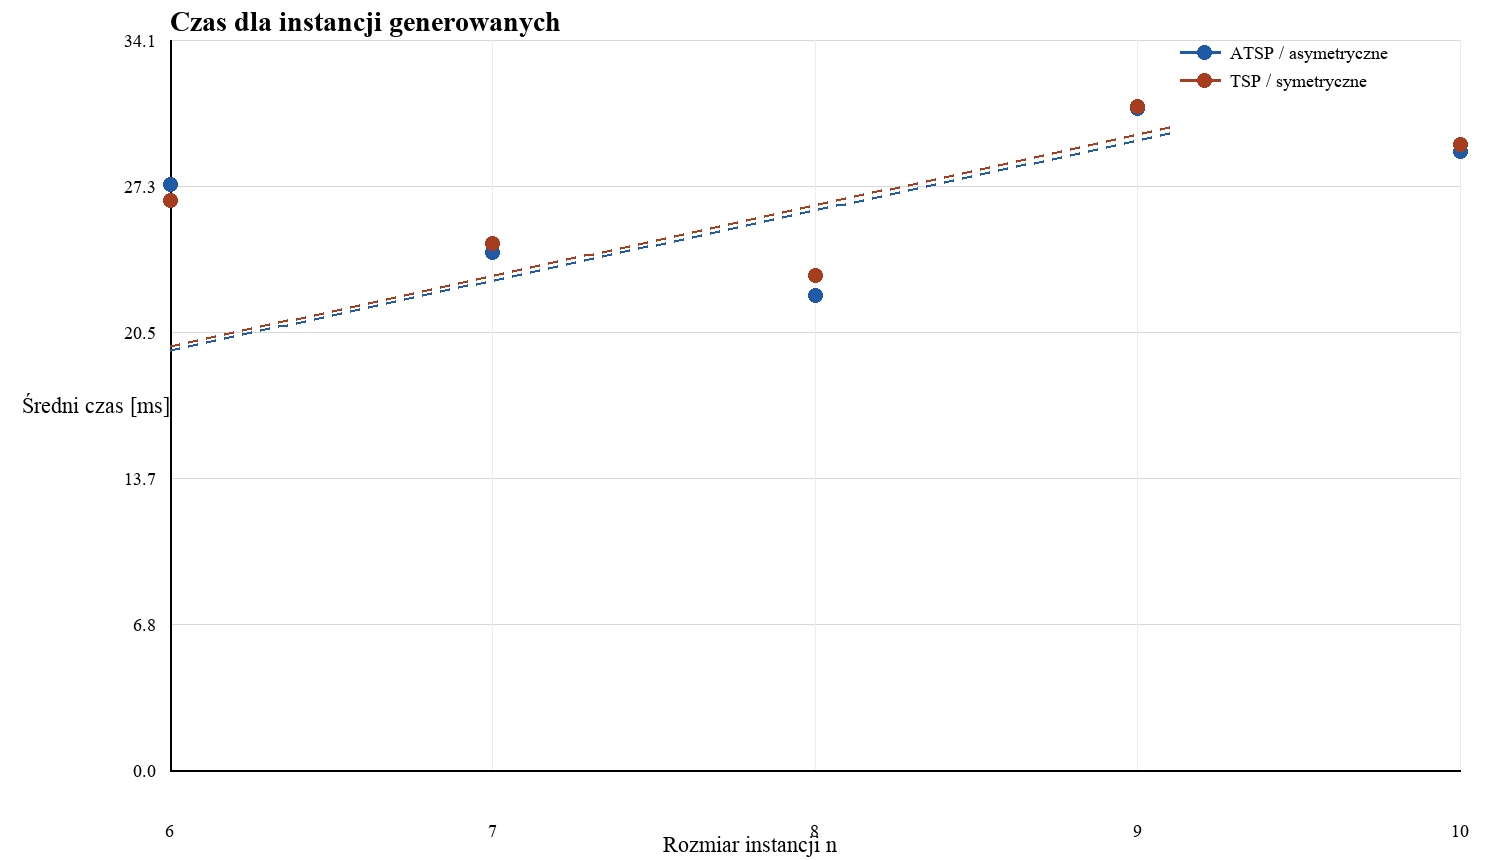 Czas dla instancji generowanych
34.1
ATSP / asymetryczne
TSP / symetryczne
27.3
20.5
Średni czas [ms]
13.7
6.8
0.0
6 7 8 9 10
Rozmiar instancji n